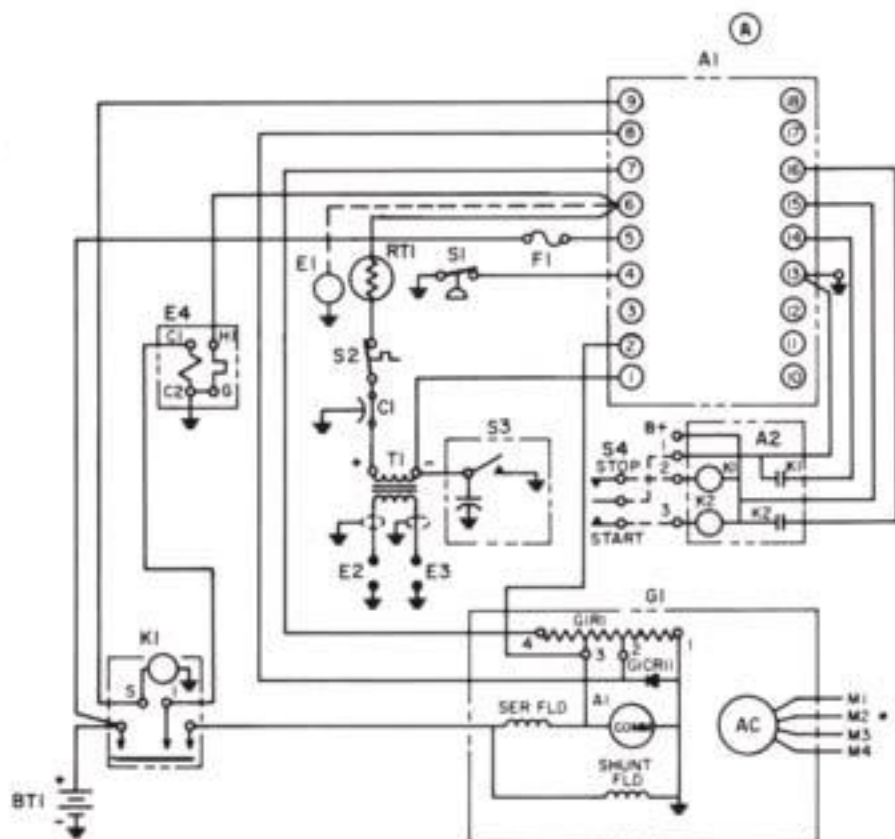 A
A1
9
18
8
17
7
16
6
15
5
14
4
13
3
12
2
11
1
10
E1
RT1
S1
F1
E4
C1
H1
C2
G
S2
C1
+
T1
-
S3
E2
E3
S4
STOP
START
B+
1
2
3
A2
K1
K1
K2
K2
G1
G1R1
4
3
2
1
G1CR11
A1
SER FLD
COMM
SHUNT
FLD
AC
M1
M2 *
M3
M4
K1
S
I
+
BT1
-